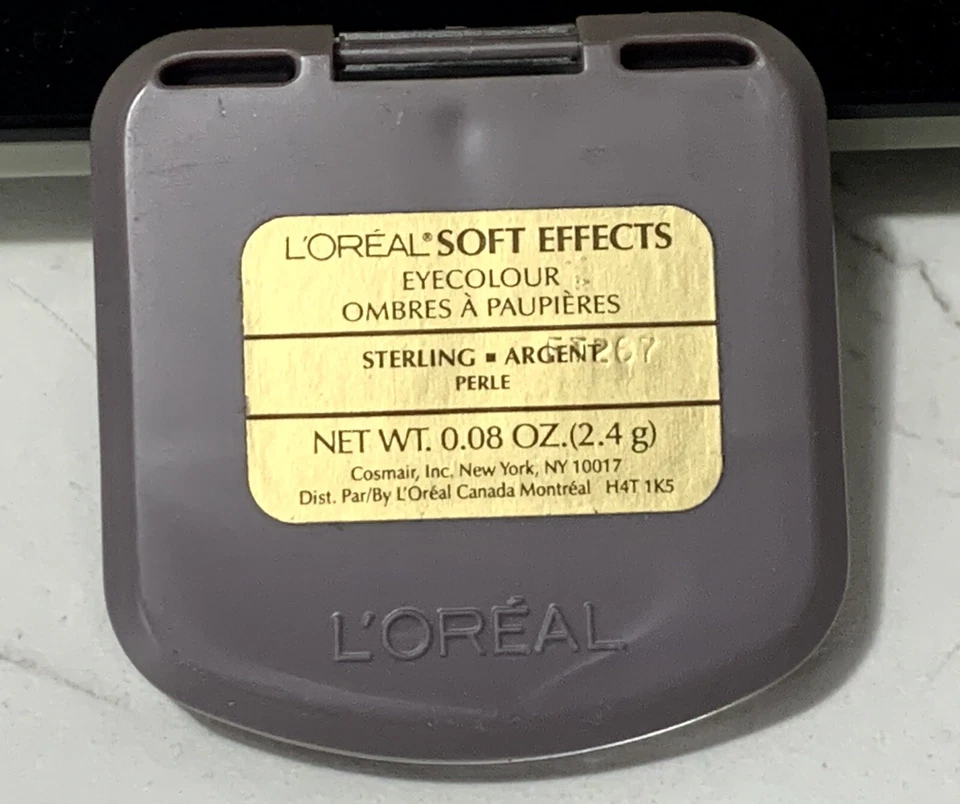 L'ORÉAL® SOFT EFFECTS
EYECOLOUR
OMBRES À PAUPIÈRES
STERLING ▪ ARGENT
PERLE
NET WT. 0.08 OZ.(2.4 g)
Cosmair, Inc. New York, NY 10017
Dist. Par/By L'Oréal Canada Montréal H4T 1K5
L'ORÉAL